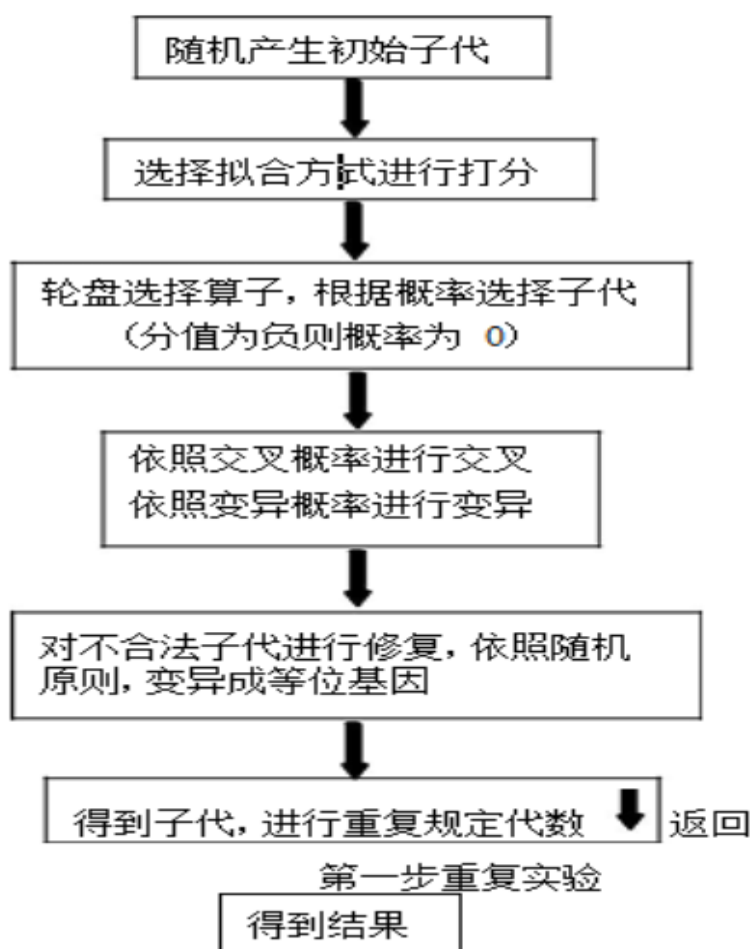 随机产生初始子代
选择拟合方式进行打分
轮盘选择算子，根据概率选择子代
（分值为负则概率为 0）
依照交叉概率进行交叉
依照变异概率进行变异
对不合法子代进行修复，依照随机
原则，变异成等位基因
得到子代，进行重复规定代数
返回
第一步重复实验
得到结果